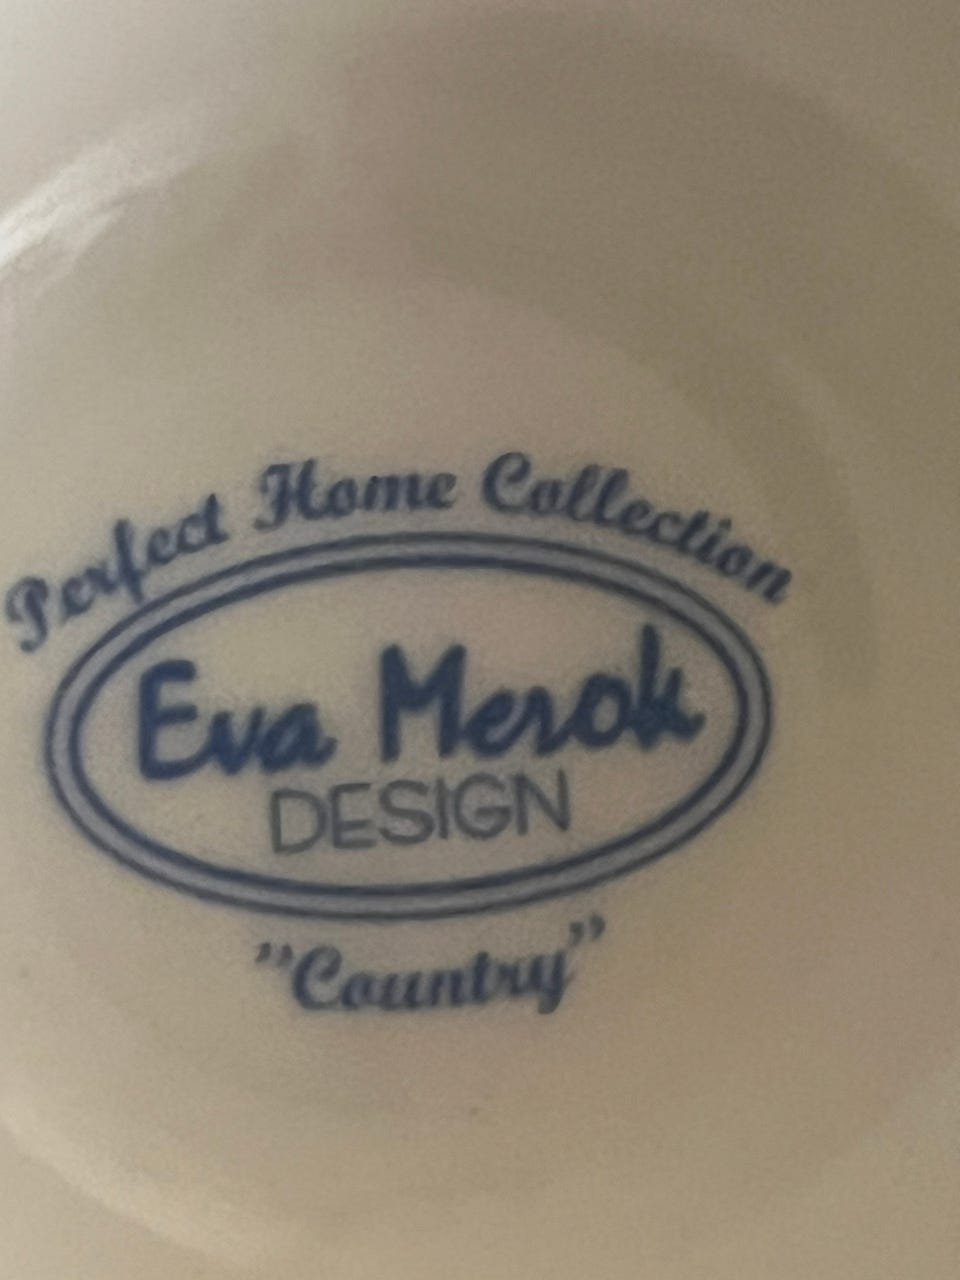 Perfect Home Collection
Eva Merok
DESIGN
”Country”